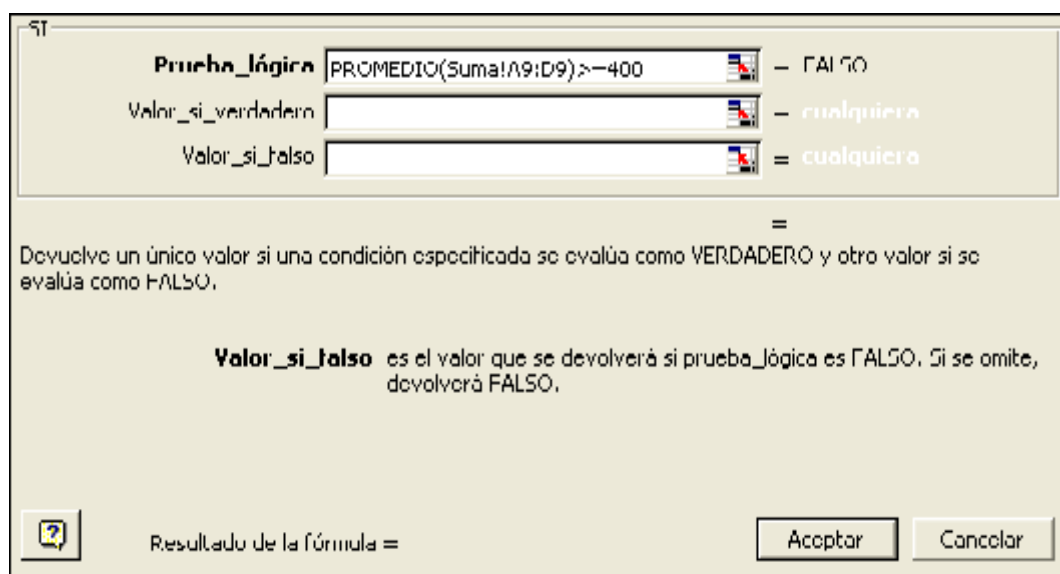 SI
Prueba_lógica PROMEDIO(Suma!A9:D9)>=400 = FALSO
Valor_si_verdadero = cualquiera
Valor_si_falso = cualquiera
=
Devuelve un único valor si una condición especificada se evalúa como VERDADERO y otro valor si se
evalúa como FALSO.
Valor_si_falso es el valor que se devolverá si prueba_lógica es FALSO. Si se omite,
devolverá FALSO.
Resultado de la fórmula =
Aceptar
Cancelar